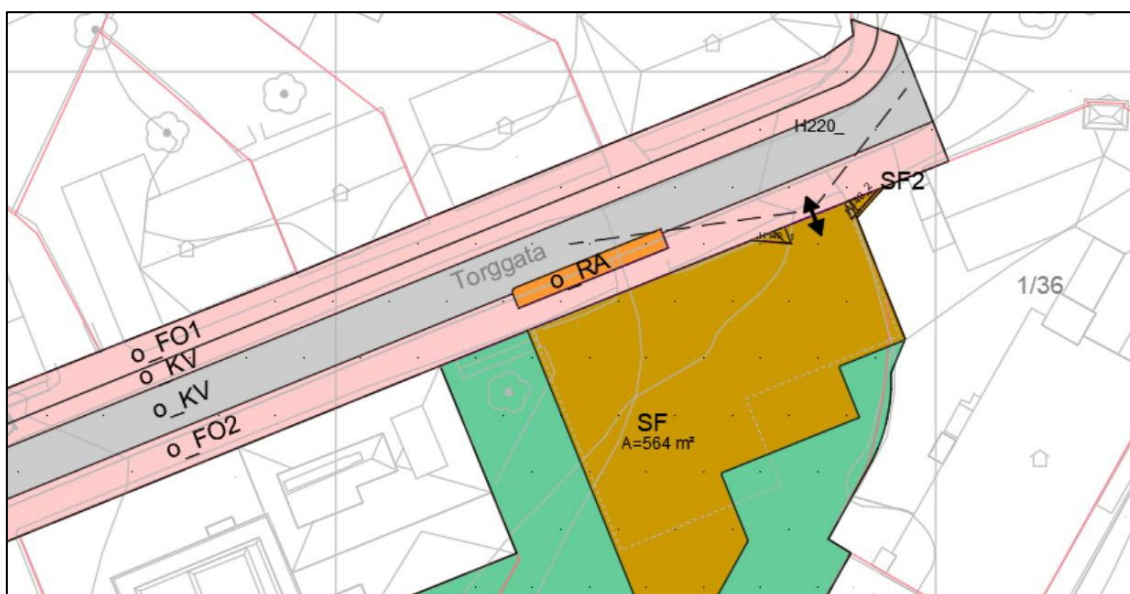 H220_
SF2
Torggata
o_RA
1/36
o_FO1
o_KV
o_KV
o_FO2
SF
A=564 m²